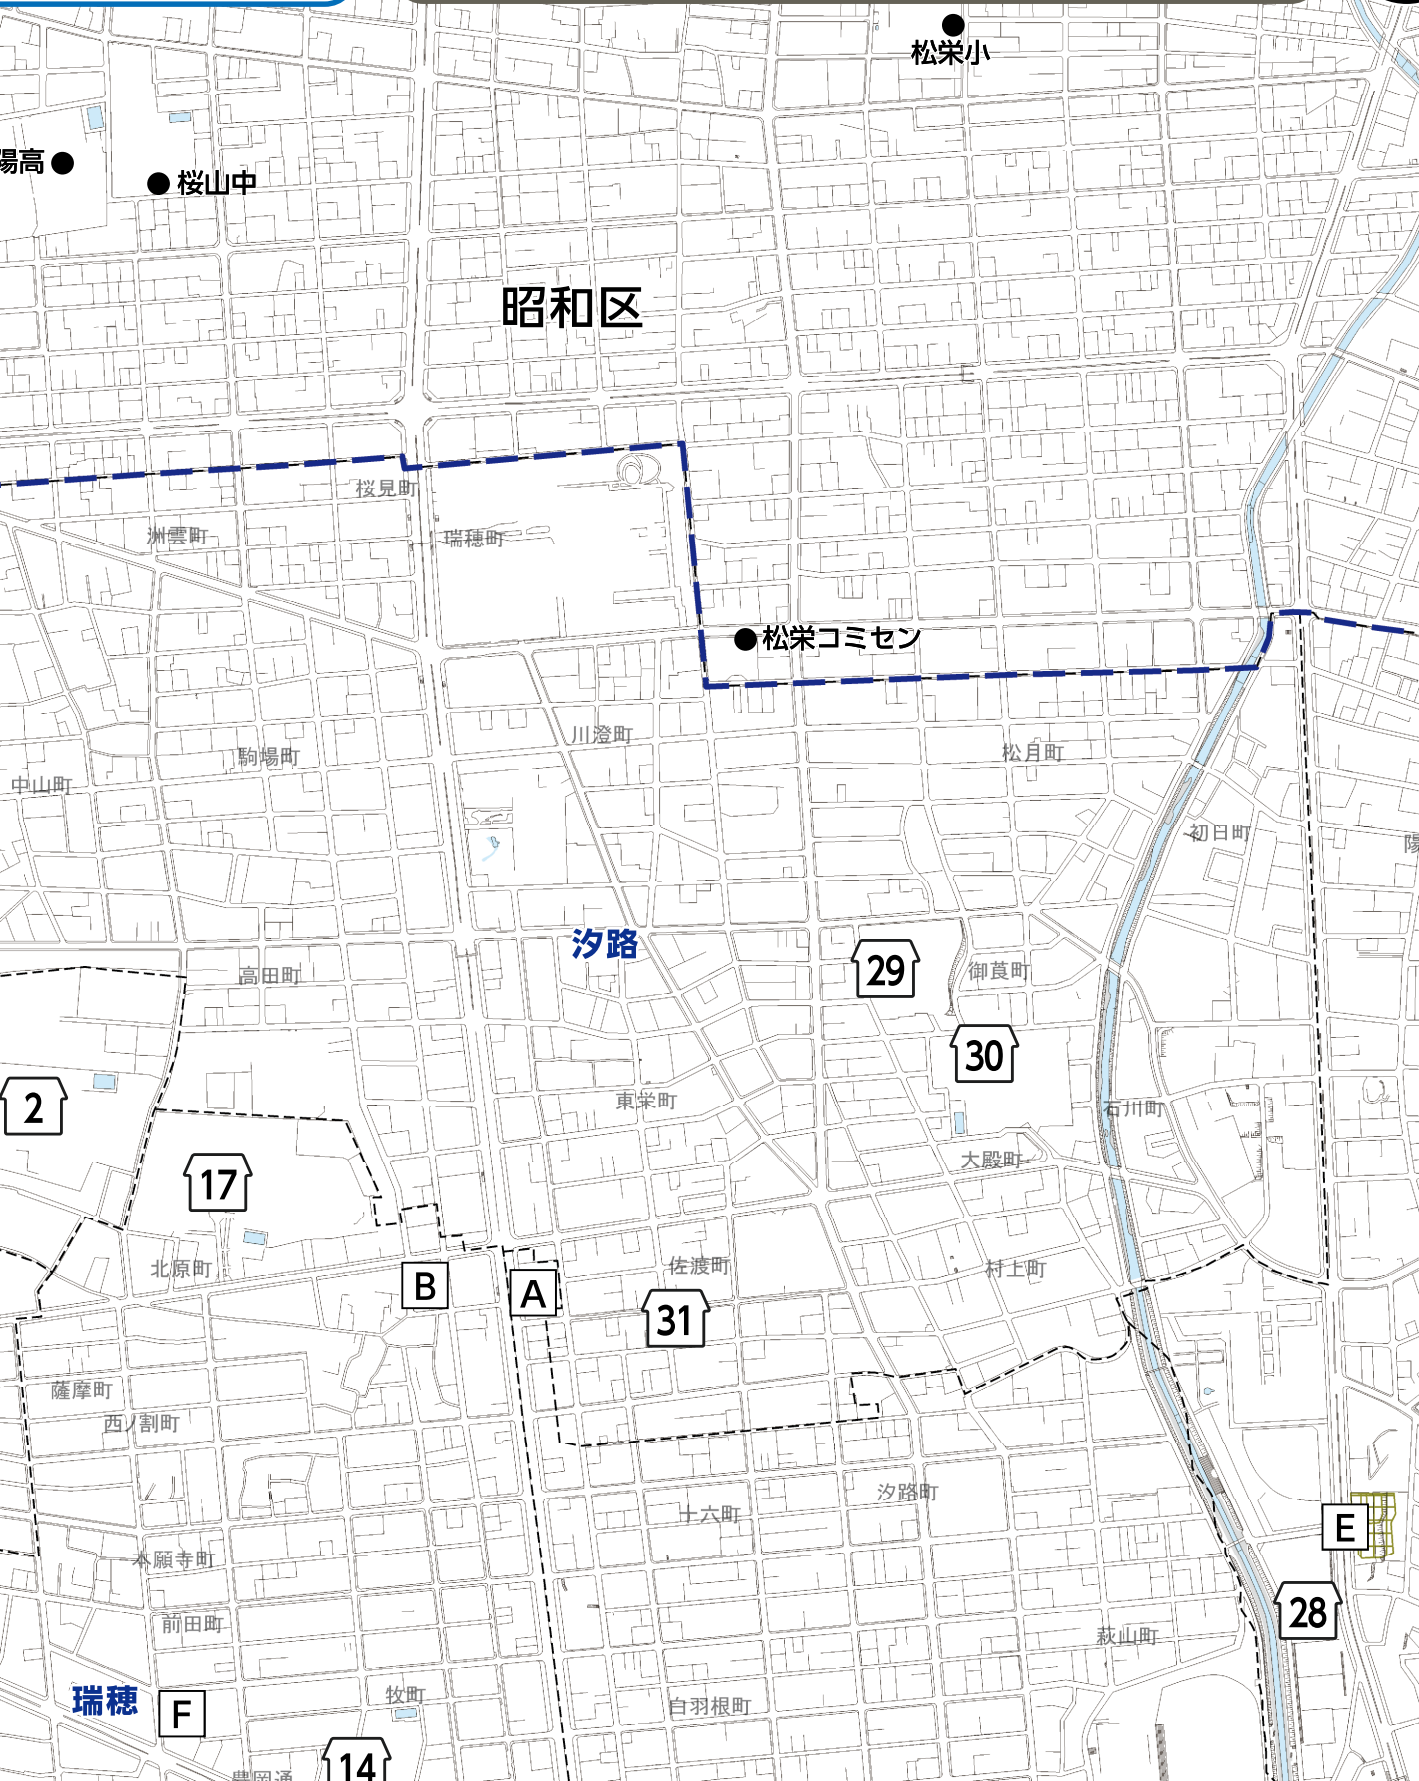 松栄小
陽高
桜山中
昭和区
桜見町
洲雲町
瑞穂町
松栄コミセン
川澄町
松月町
駒場町
中山町
初日町
陽
汐路
29
御莨町
高田町
30
2
東栄町
石川町
大殿町
17
北原町
佐渡町
村上町
B
A
31
薩摩町
西ノ割町
汐路町
十六町
E
本願寺町
28
前田町
萩山町
瑞穂
F
牧町
白羽根町
14
豊岡通